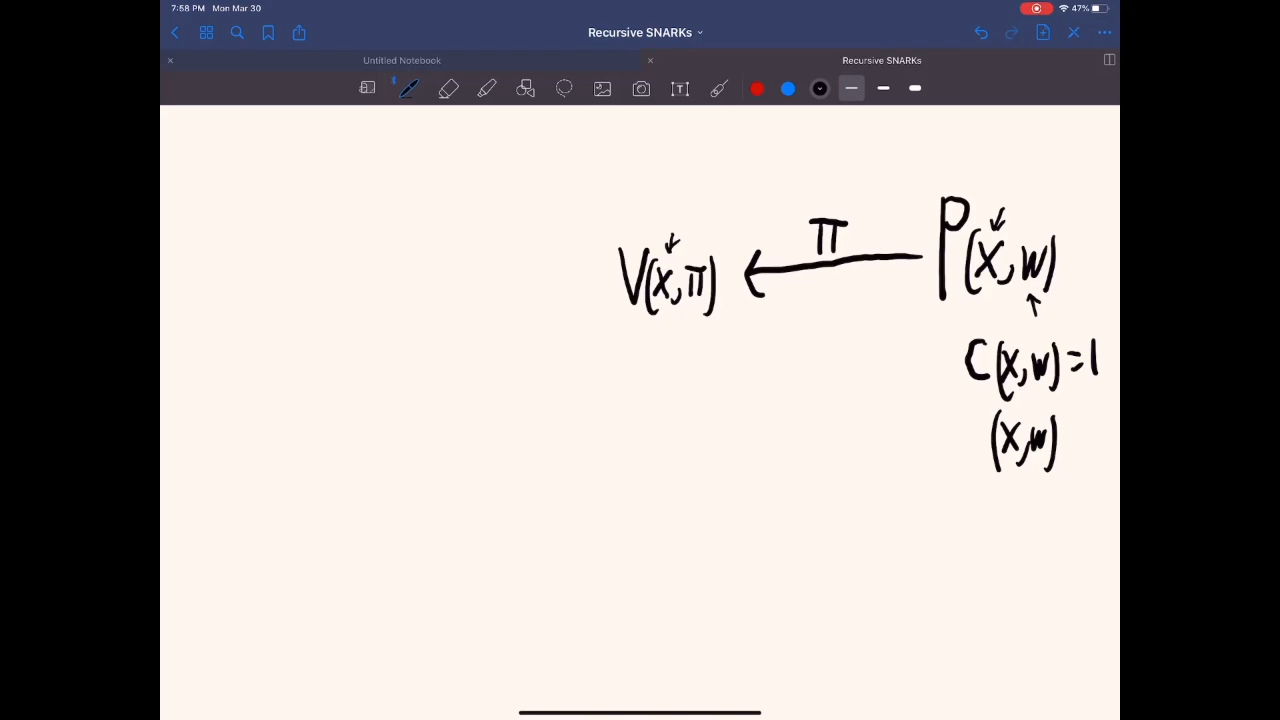 7:58 PM Mon Mar 30
47%
Recursive SNARKs
Untitled Notebook
Recursive SNARKs
T
V(x,π) π P(x,w)
C(x,w)=1
(x,w)